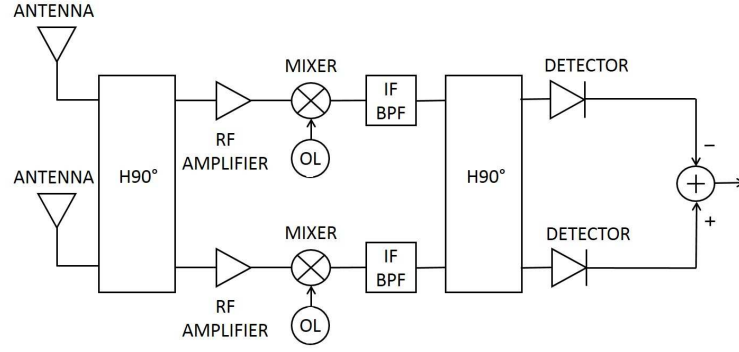 ANTENNA
MIXER
IF
BPF
DETECTOR
RF
AMPLIFIER
OL
−
ANTENNA
H90°
H90°
+
MIXER
IF
BPF
DETECTOR
+
RF
AMPLIFIER
OL